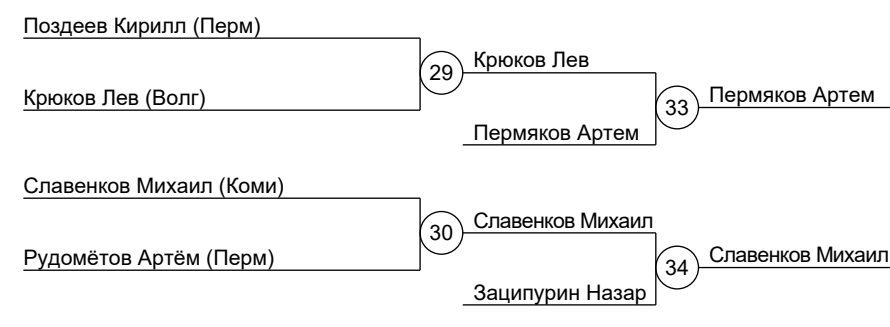 Поздеев Кирилл (Перм)
29
Крюков Лев
Крюков Лев (Волг)
33
Пермяков Артем
Пермяков Артем
Славенков Михаил (Коми)
30
Славенков Михаил
Рудомётов Артём (Перм)
34
Славенков Михаил
Заципурин Назар